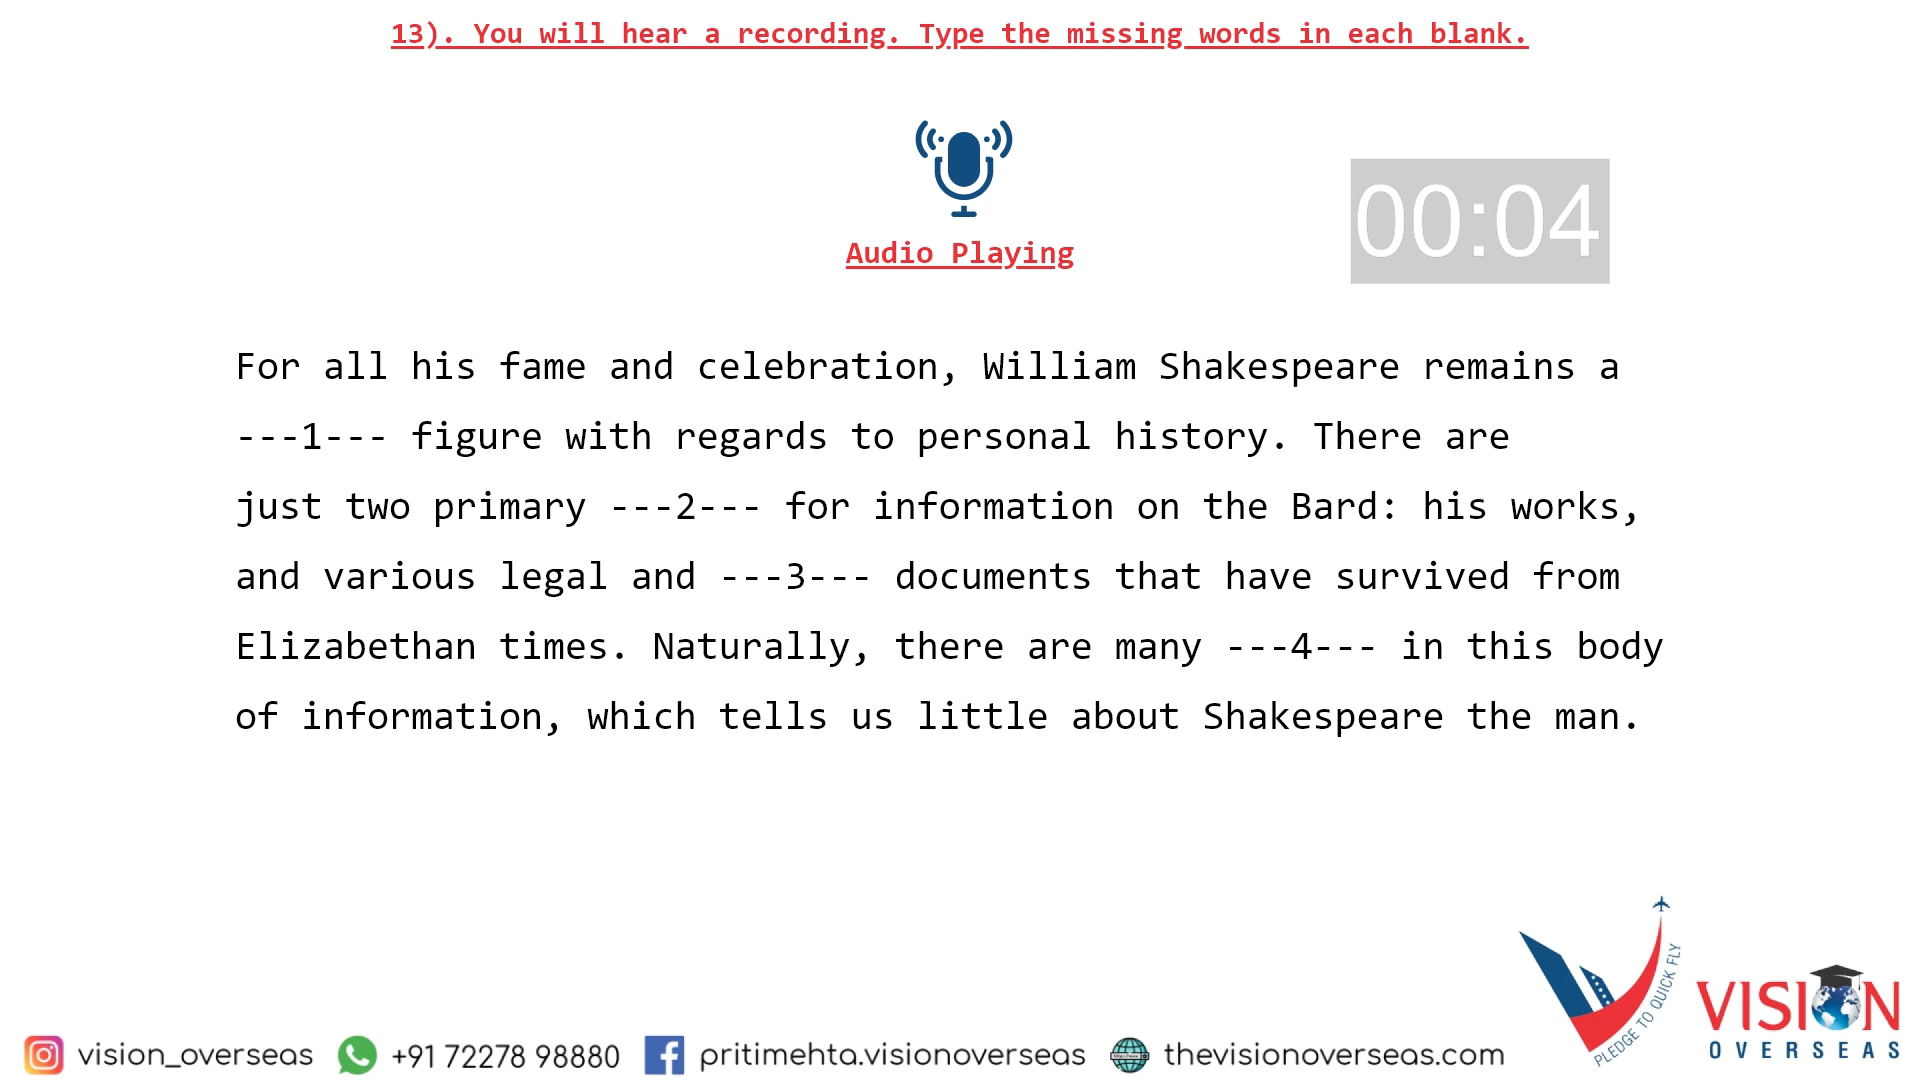 13). You will hear a recording. Type the missing words in each blank.
00:04
Audio Playing
For all his fame and celebration, William Shakespeare remains a
---1--- figure with regards to personal history. There are
just two primary ---2--- for information on the Bard: his works,
and various legal and ---3--- documents that have survived from
Elizabethan times. Naturally, there are many ---4--- in this body
of information, which tells us little about Shakespeare the man.
PLEDGE TO QUICK FLY
VISION
OVERSEAS
vision_overseas
+91 72278 98880
pritimehta.visionoverseas
thevisionoverseas.com